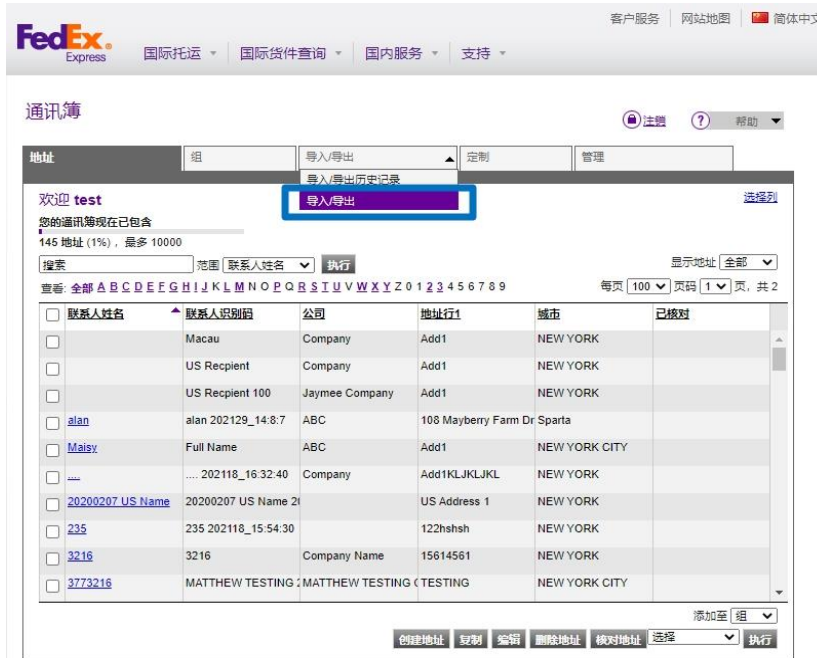 客户服务 网站地图 简体中文
FedEx Express
国际托运 国际货件查询 国内服务 支持
通讯簿
注销 ? 帮助
地址 组 导入/导出 定制 管理
导入/导出历史记录
导入/导出
欢迎 test 选择列
您的通讯簿现在已包含
145 地址 (1%) ，最多 10000
搜索 范围 联系人姓名 执行 显示地址 全部
查看: 全部 A B C D E F G H I J K L M N O P Q R S T U V W X Y Z 0 1 2 3 4 5 6 7 8 9 每页 100 页码 1 页，共 2
联系人姓名 联系人识别码 公司 地址行1 城市 已核对
Macau Company Add1 NEW YORK
US Recpient Company Add1 NEW YORK
US Recpient 100 Jaymee Company Add1 NEW YORK
alan alan 202129_14:8:7 ABC 108 Mayberry Farm Dr Sparta
Maisy Full Name ABC Add1 NEW YORK CITY
.... .... 202118_16:32:40 Company Add1KLJKLJKL NEW YORK
20200207 US Name 20200207 US Name 20 US Address 1 NEW YORK
235 235 202118_15:54:30 122hshsh NEW YORK
3216 3216 Company Name 15614561 NEW YORK
3773216 MATTHEW TESTING MATTHEW TESTING TESTING NEW YORK CITY
添加至 组
创建地址 复制 编辑 删除地址 核对地址 选择 执行